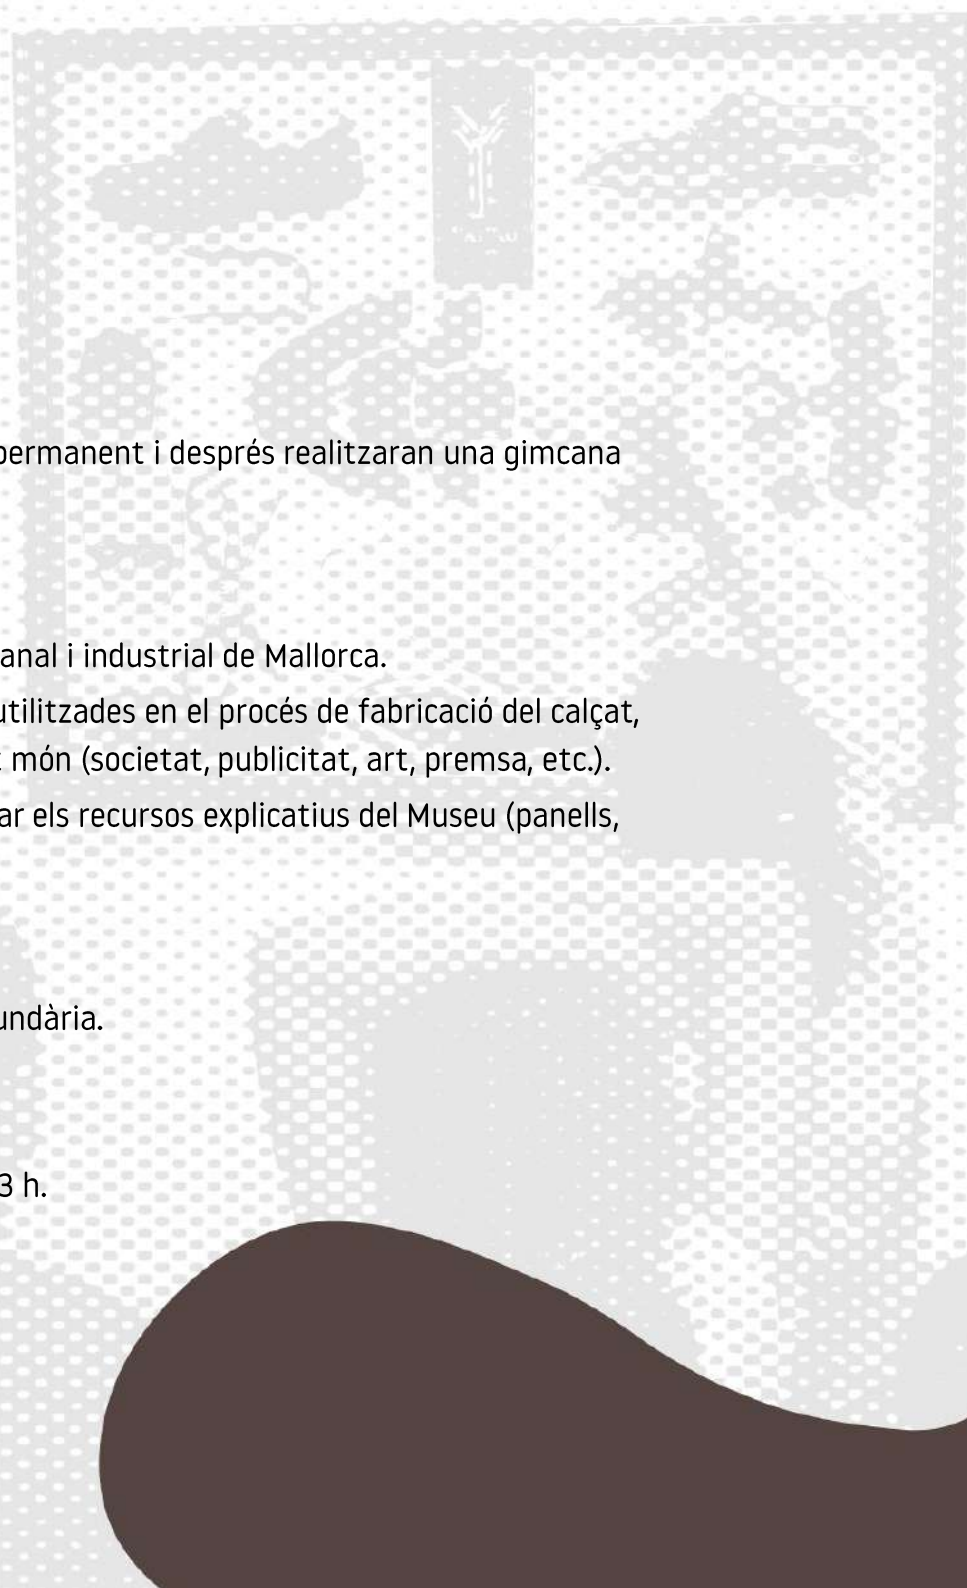 permanent i després realitzaran una gimcana
anal i industrial de Mallorca.
utilitzades en el procés de fabricació del calçat,
món (societat, publicitat, art, premsa, etc.).
ar els recursos explicatius del Museu (panells,
undària.
3 h.